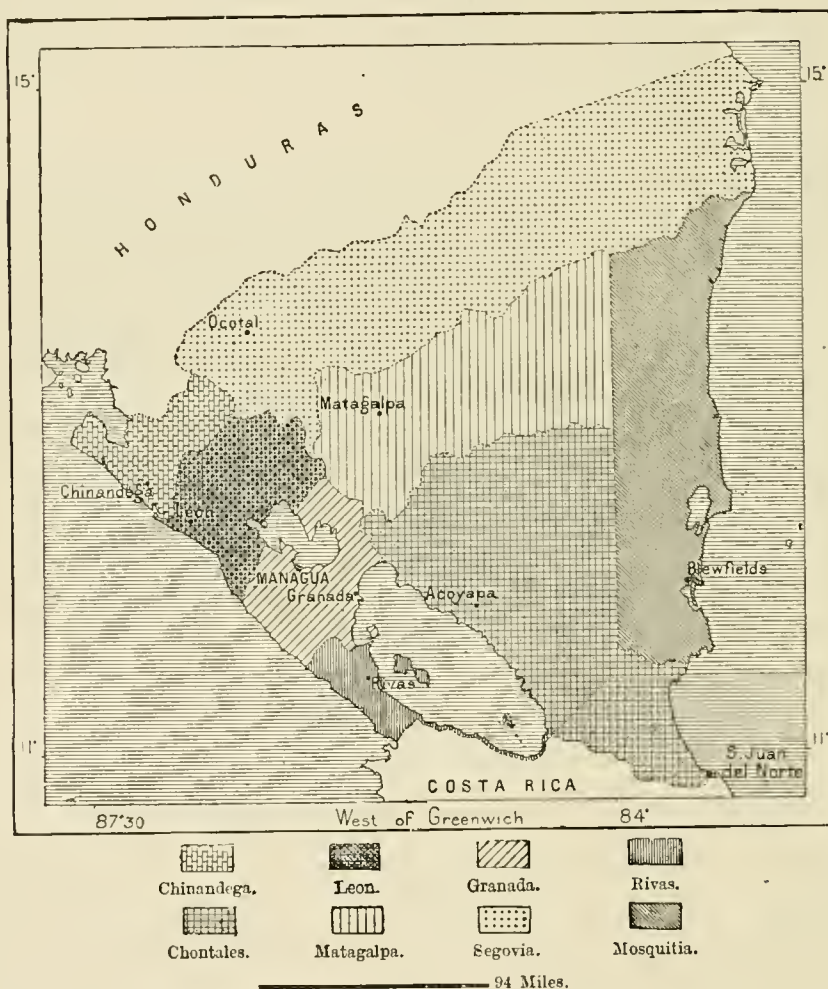 15°
15°
HONDURAS
Ocotal
Matagalpa
Chinandega
Leon
MANAGUA
Granada
Acoyapa
Blewfields
Rivas
11°
11°
S. Juan
del Norte
COSTA RICA
87°30
West of Greenwich
84°
Chinandega.
Leon.
Granada.
Rivas.
Chontales.
Matagalpa.
Segovia.
Mosquitia.
94 Miles.